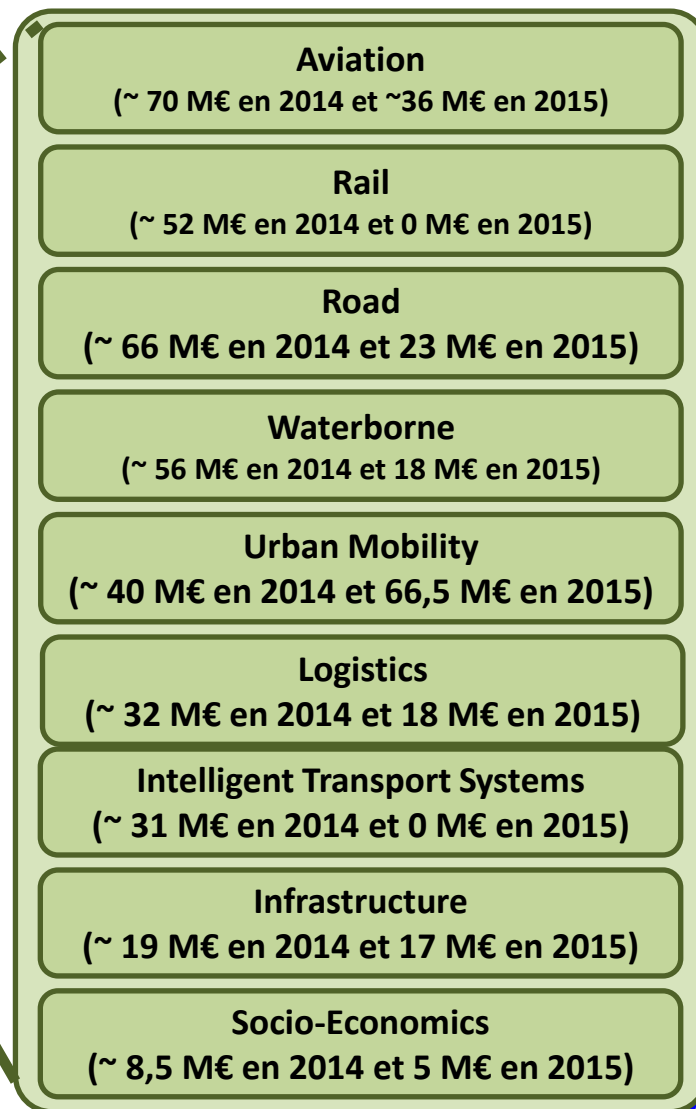 Aviation
(~ 70 M€ en 2014 et ~36 M€ en 2015)
Rail
(~ 52 M€ en 2014 et 0 M€ en 2015)
Road
(~ 66 M€ en 2014 et 23 M€ en 2015)
Waterborne
(~ 56 M€ en 2014 et 18 M€ en 2015)
Urban Mobility
(~ 40 M€ en 2014 et 66,5 M€ en 2015)
Logistics
(~ 32 M€ en 2014 et 18 M€ en 2015)
Intelligent Transport Systems
(~ 31 M€ en 2014 et 0 M€ en 2015)
Infrastructure
(~ 19 M€ en 2014 et 17 M€ en 2015)
Socio-Economics
(~ 8,5 M€ en 2014 et 5 M€ en 2015)